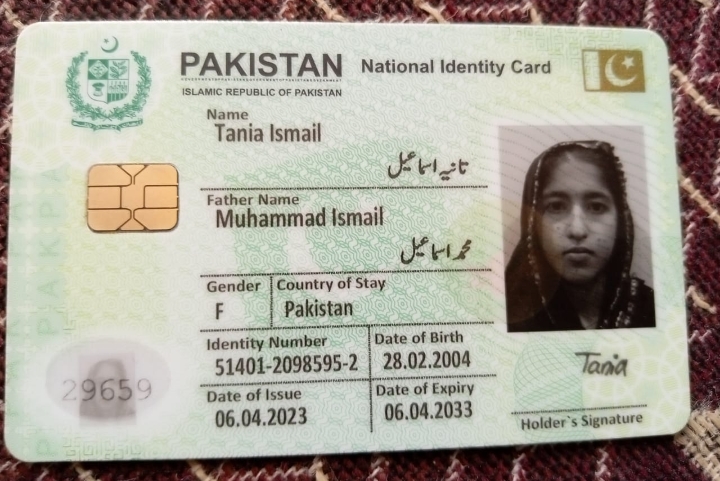 PAKISTAN National Identity Card
ISLAMIC REPUBLIC OF PAKISTAN
Name
Tania Ismail
تانیہ اسماعیل
Father Name
Muhammad Ismail
محمد اسماعیل
Gender Country of Stay
F Pakistan
Identity Number Date of Birth
51401-2098595-2 28.02.2004
Date of Issue Date of Expiry
06.04.2023 06.04.2033
29659
Tania
Holder`s Signature